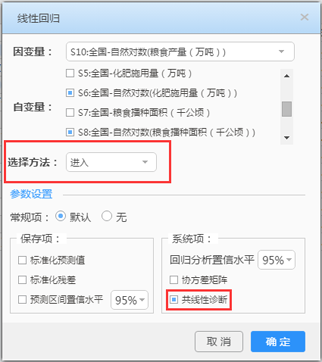 线性回归
因变量： S10:全国-自然对数(粮食产量（万吨）)
S5:全国-化肥施用量（万吨）
S6:全国-自然对数(化肥施用量（万吨）)
自变量：
S7:全国-粮食播种面积（千公顷）
S8:全国-自然对数(粮食播种面积（千公顷）)
选择方法： 进入
参数设置
常规项： 默认 无
保存项：
标准化预测值
标准化残差
预测区间置信水平 95%
系统项：
回归分析置信水平 95%
协方差矩阵
共线性诊断
取 消 确 定